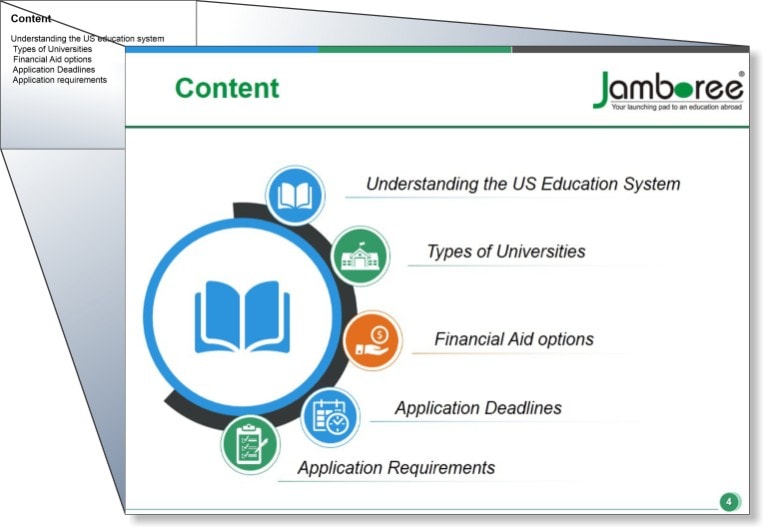 Content
Understanding the US education system
Types of Universities
Financial Aid options
Application Deadlines
Application requirements
Content
Jamboree®
Your launching pad to an education abroad
Understanding the US Education System
Types of Universities
Financial Aid options
$
Application Deadlines
Application Requirements
4